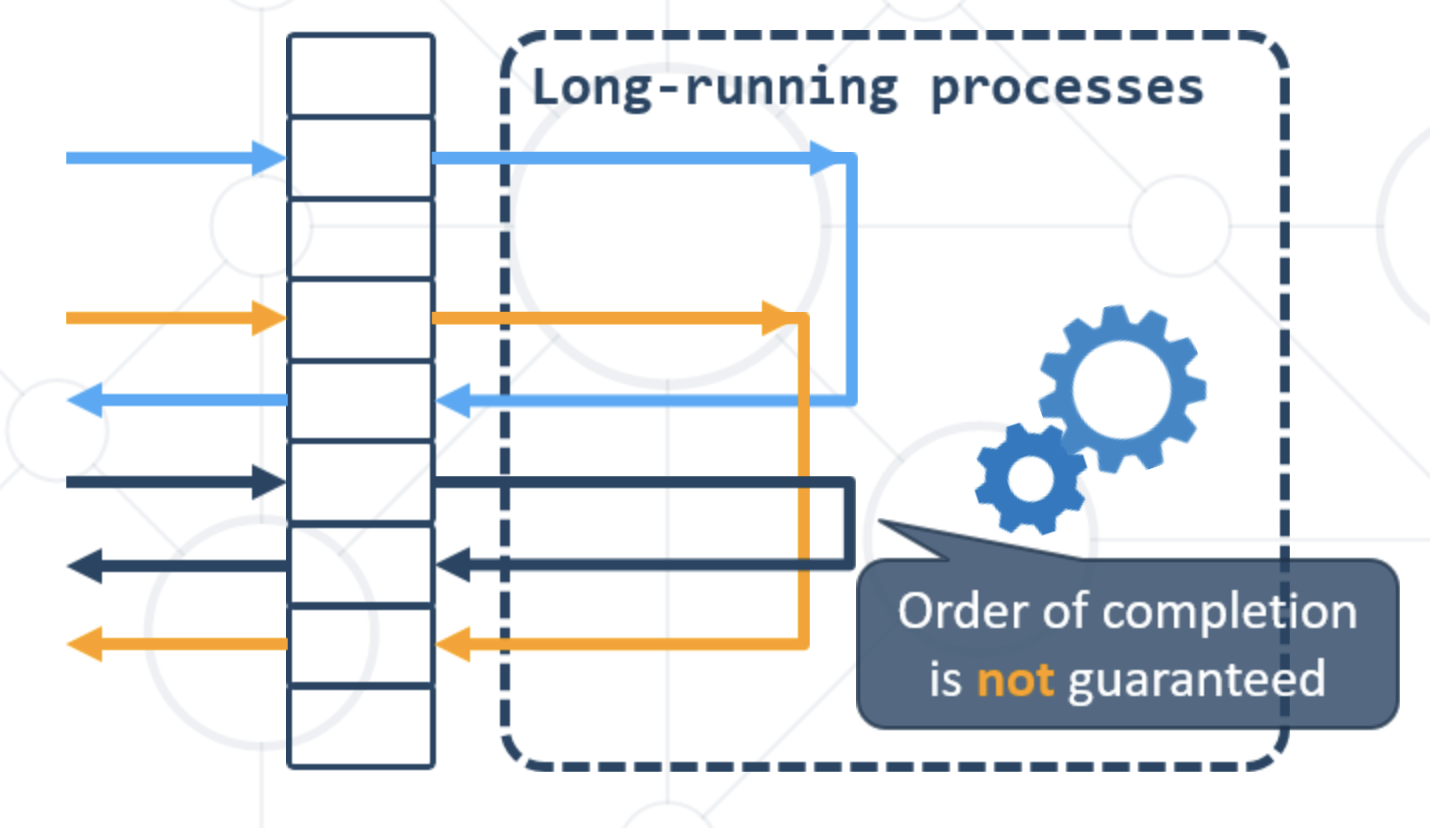 Long-running processes
Order of completion
is not guaranteed